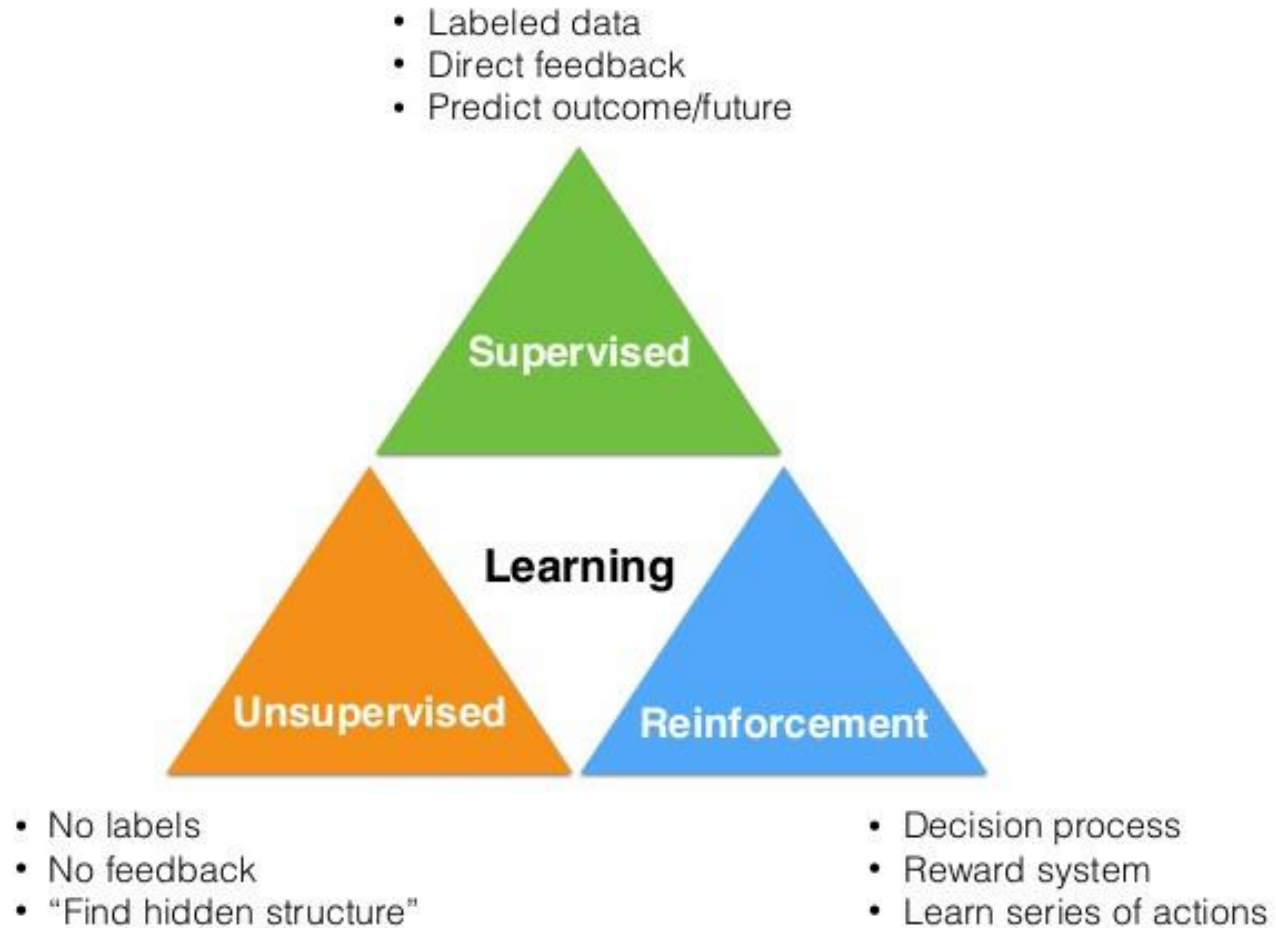 • Labeled data
• Direct feedback
• Predict outcome/future
Supervised
Learning
Unsupervised
Reinforcement
• No labels
• No feedback
• “Find hidden structure”
• Decision process
• Reward system
• Learn series of actions